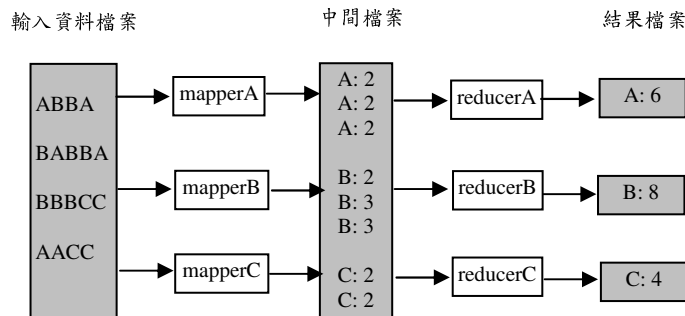 輸入資料檔案
中間檔案
結果檔案
ABBA
BABBA
BBBCC
AACC
mapperA
mapperB
mapperC
A: 2
A: 2
A: 2
B: 2
B: 3
B: 3
C: 2
C: 2
reducerA
reducerB
reducerC
A: 6
B: 8
C: 4